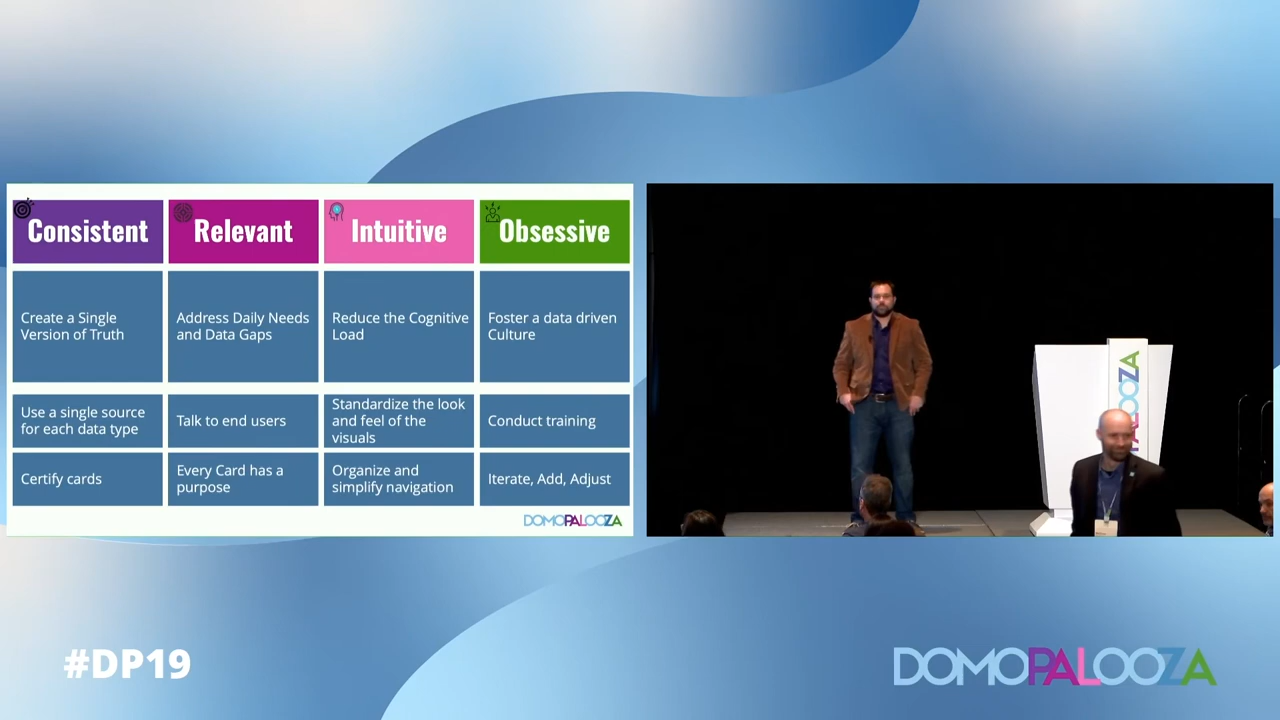 Consistent
Relevant
Intuitive
Obsessive
Create a Single
Version of Truth
Address Daily Needs
and Data Gaps
Reduce the Cognitive
Load
Foster a data driven
Culture
Use a single source
for each data type
Talk to end users
Standardize the look
and feel of the
visuals
Conduct training
Certify cards
Every Card has a
purpose
Organize and
simplify navigation
Iterate, Add, Adjust
DOMOPALOOZA
#DP19
DOMOPALOOZA